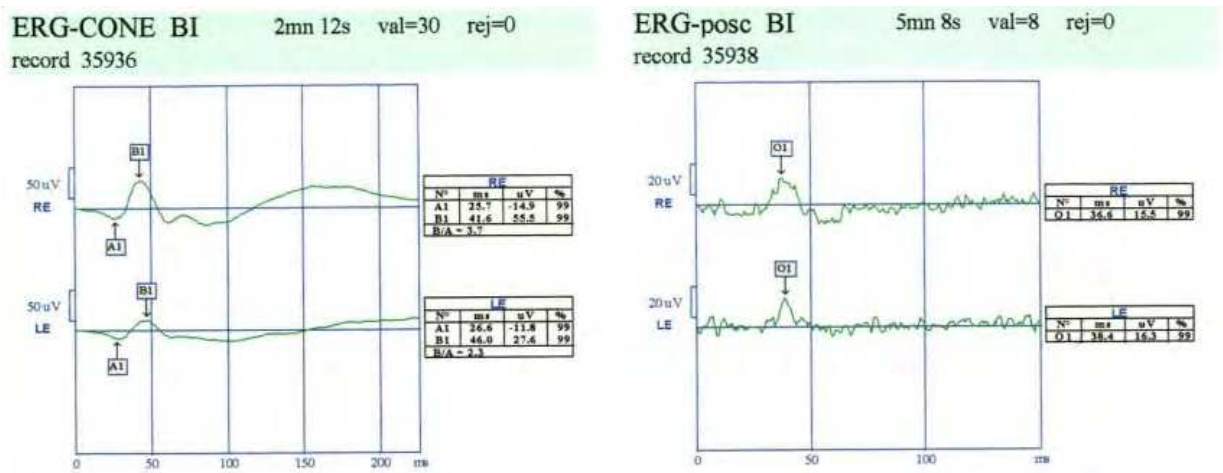 ERG-CONE BI 2mn 12s val=30 rej=0
record 35936
B1
50uV
RE
A1
RE
N° ms uV %
A1 25.7 -14.9 99
B1 41.6 55.5 99
B/A = 3.7
B1
50uV
LE
A1
LE
N° ms uV %
A1 26.6 -11.8 99
B1 46.0 27.6 99
B/A = 2.3
0 50 100 150 200 ms
ERG-posc BI 5mn 8s val=8 rej=0
record 35938
O1
20uV
RE
RE
N° ms uV %
O1 36.6 15.5 99
O1
20uV
LE
LE
N° ms uV %
O1 38.4 16.3 99
0 50 100 ms